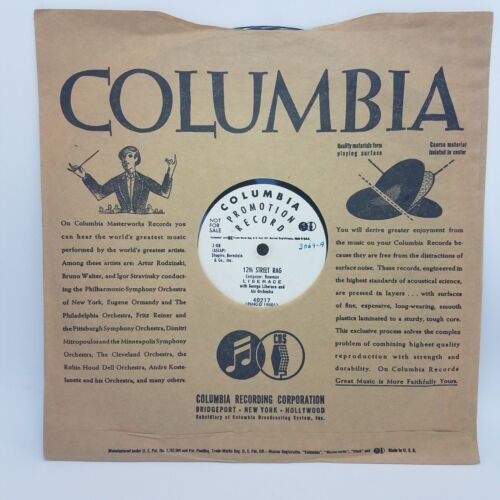 COLUMBIA
Quality materials form
playing surface
Coarse material
isolated in center
COLUMBIA
PROMOTION
RECORD
NOT
FOR
SALE
12th STREET RAG
Composer: Bowman
LIBERACE
with George Liberace and
his Orchestra
40217
On Columbia Masterworks Records you
can hear the world's greatest music
performed by the world's greatest artists.
Among these artists are: Artur Rodzinski,
Bruno Walter, and Igor Stravinsky conduct-
ing the Philharmonic-Symphony Orchestra
of New York, Eugene Ormandy and The
Philadelphia Orchestra, Fritz Reiner and
the Pittsburgh Symphony Orchestra, Dimitri
Mitropoulos and the Minneapolis Symphony
Orchestra, The Cleveland Orchestra, the
Robin Hood Dell Orchestra, Andre Koste-
lanetz and his Orchestra, and many others.
You will derive greater enjoyment from
the music on your Columbia Records be-
cause they are free from the distractions of
surface noise. These records, engineered in
the highest standards of acoustical science,
are pressed in layers...with surfaces
of fine, expensive, long-wearing, smooth
plastics laminated to a sturdy, tough core.
This exclusive process solves the complex
problem of combining highest quality
reproduction with strength and
durability. On Columbia Records
Great Music Is More Faithfully Yours.
CBS
COLUMBIA RECORDING CORPORATION
BRIDGEPORT • NEW YORK • HOLLYWOOD
Subsidiary of Columbia Broadcasting System, Inc.
Made in U. S. A.